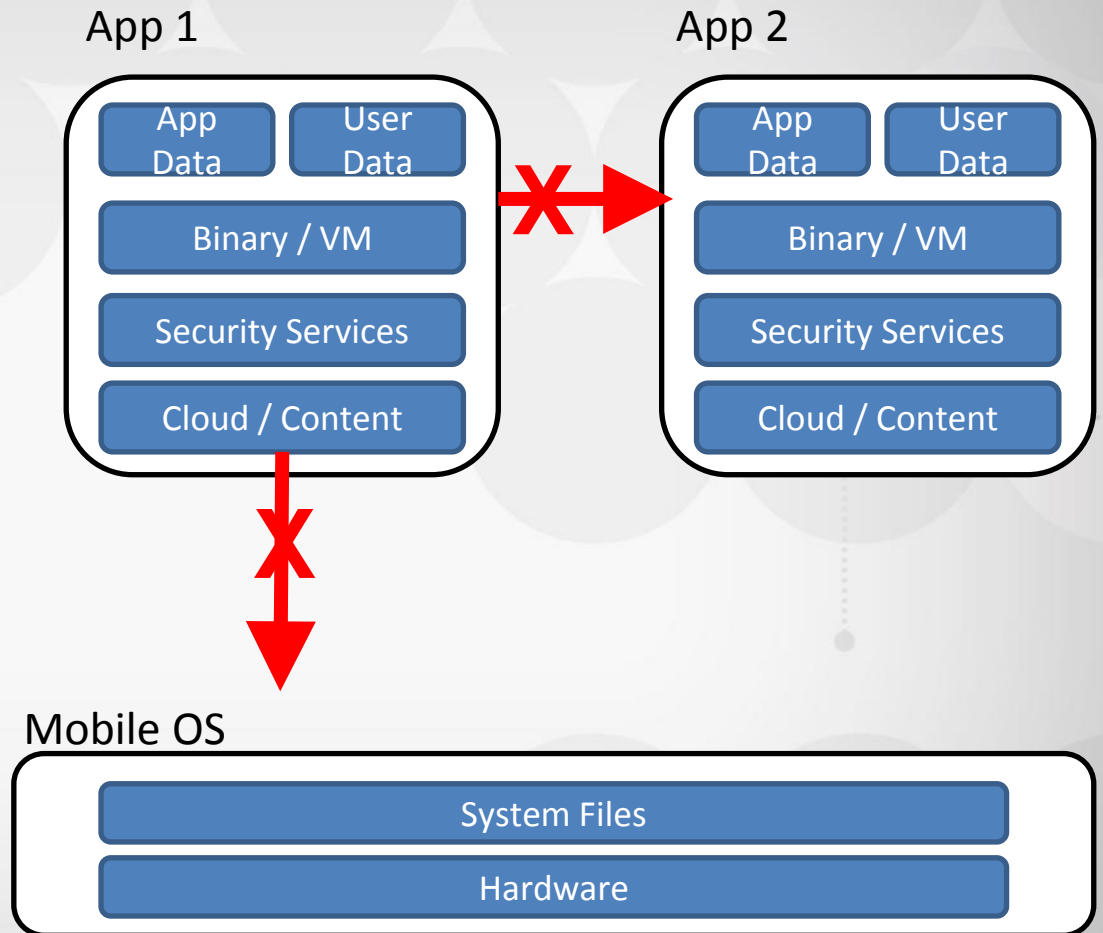 App 1
App 2
App
Data
User
Data
App
Data
User
Data
X
Binary / VM
Binary / VM
Security Services
Security Services
Cloud / Content
Cloud / Content
X
Mobile OS
System Files
Hardware